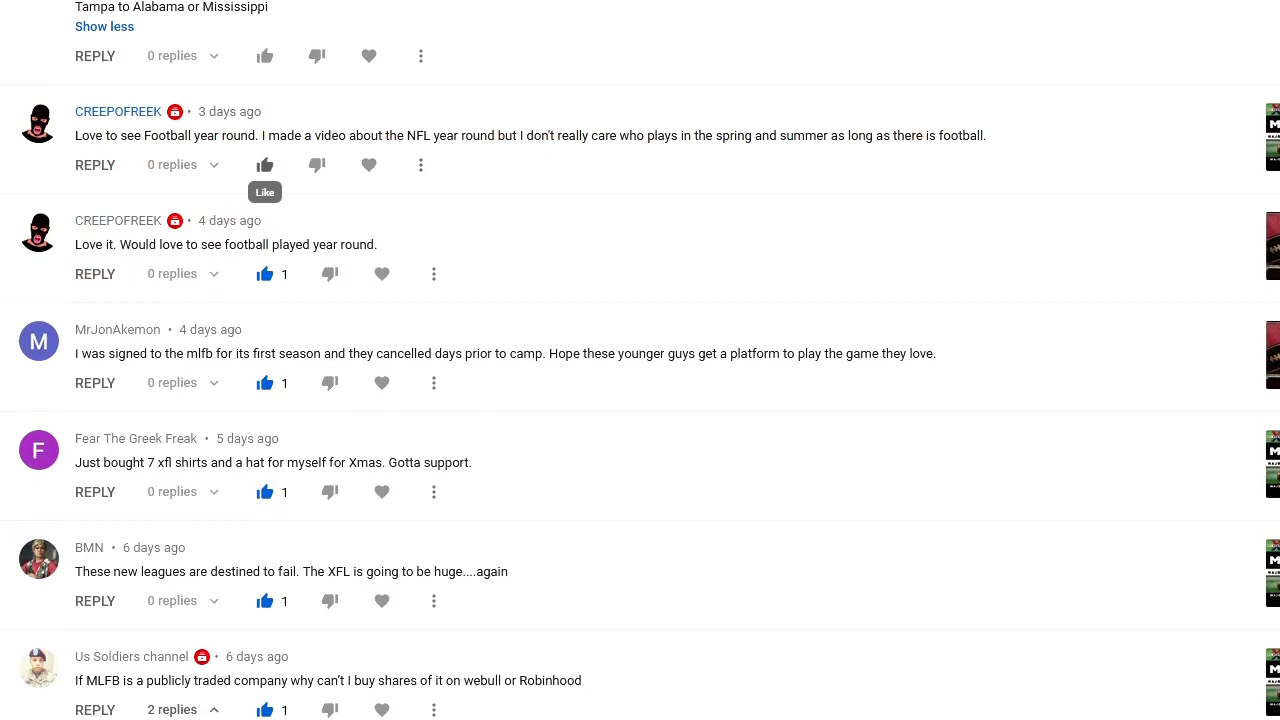 Tampa to Alabama or Mississippi
Show less
REPLY 0 replies
CREEPOFREEK • 3 days ago
Love to see Football year round. I made a video about the NFL year round but I don't really care who plays in the spring and summer as long as there is football.
REPLY 0 replies
Like
CREEPOFREEK • 4 days ago
Love it. Would love to see football played year round.
REPLY 0 replies 1
M
MrJonAkemon • 4 days ago
I was signed to the mlfb for its first season and they cancelled days prior to camp. Hope these younger guys get a platform to play the game they love.
REPLY 0 replies 1
F
Fear The Greek Freak • 5 days ago
Just bought 7 xfl shirts and a hat for myself for Xmas. Gotta support.
REPLY 0 replies 1
BMN • 6 days ago
These new leagues are destined to fail. The XFL is going to be huge....again
REPLY 0 replies 1
Us Soldiers channel • 6 days ago
If MLFB is a publicly traded company why can't I buy shares of it on webull or Robinhood
REPLY 2 replies 1